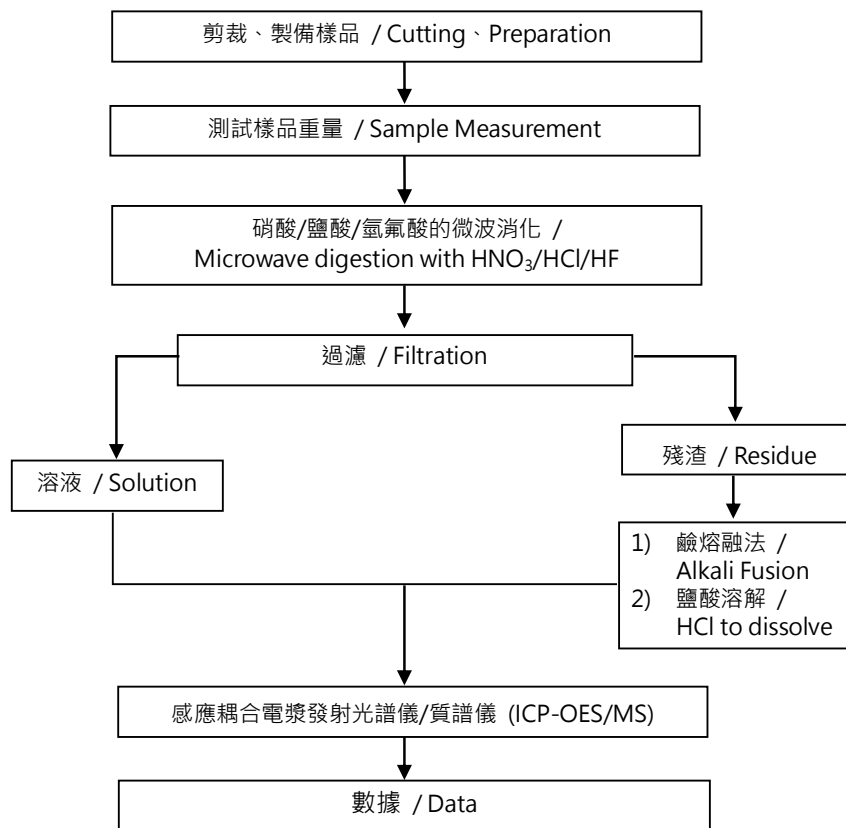 剪裁、製備樣品 / Cutting、Preparation
測試樣品重量 / Sample Measurement
硝酸/鹽酸/氫氟酸的微波消化 /
Microwave digestion with HNO₃/HCl/HF
過濾 / Filtration
溶液 / Solution
殘渣 / Residue
1) 鹼熔融法 /
Alkali Fusion
2) 鹽酸溶解 /
HCl to dissolve
感應耦合電漿發射光譜儀/質譜儀 (ICP-OES/MS)
數據 / Data